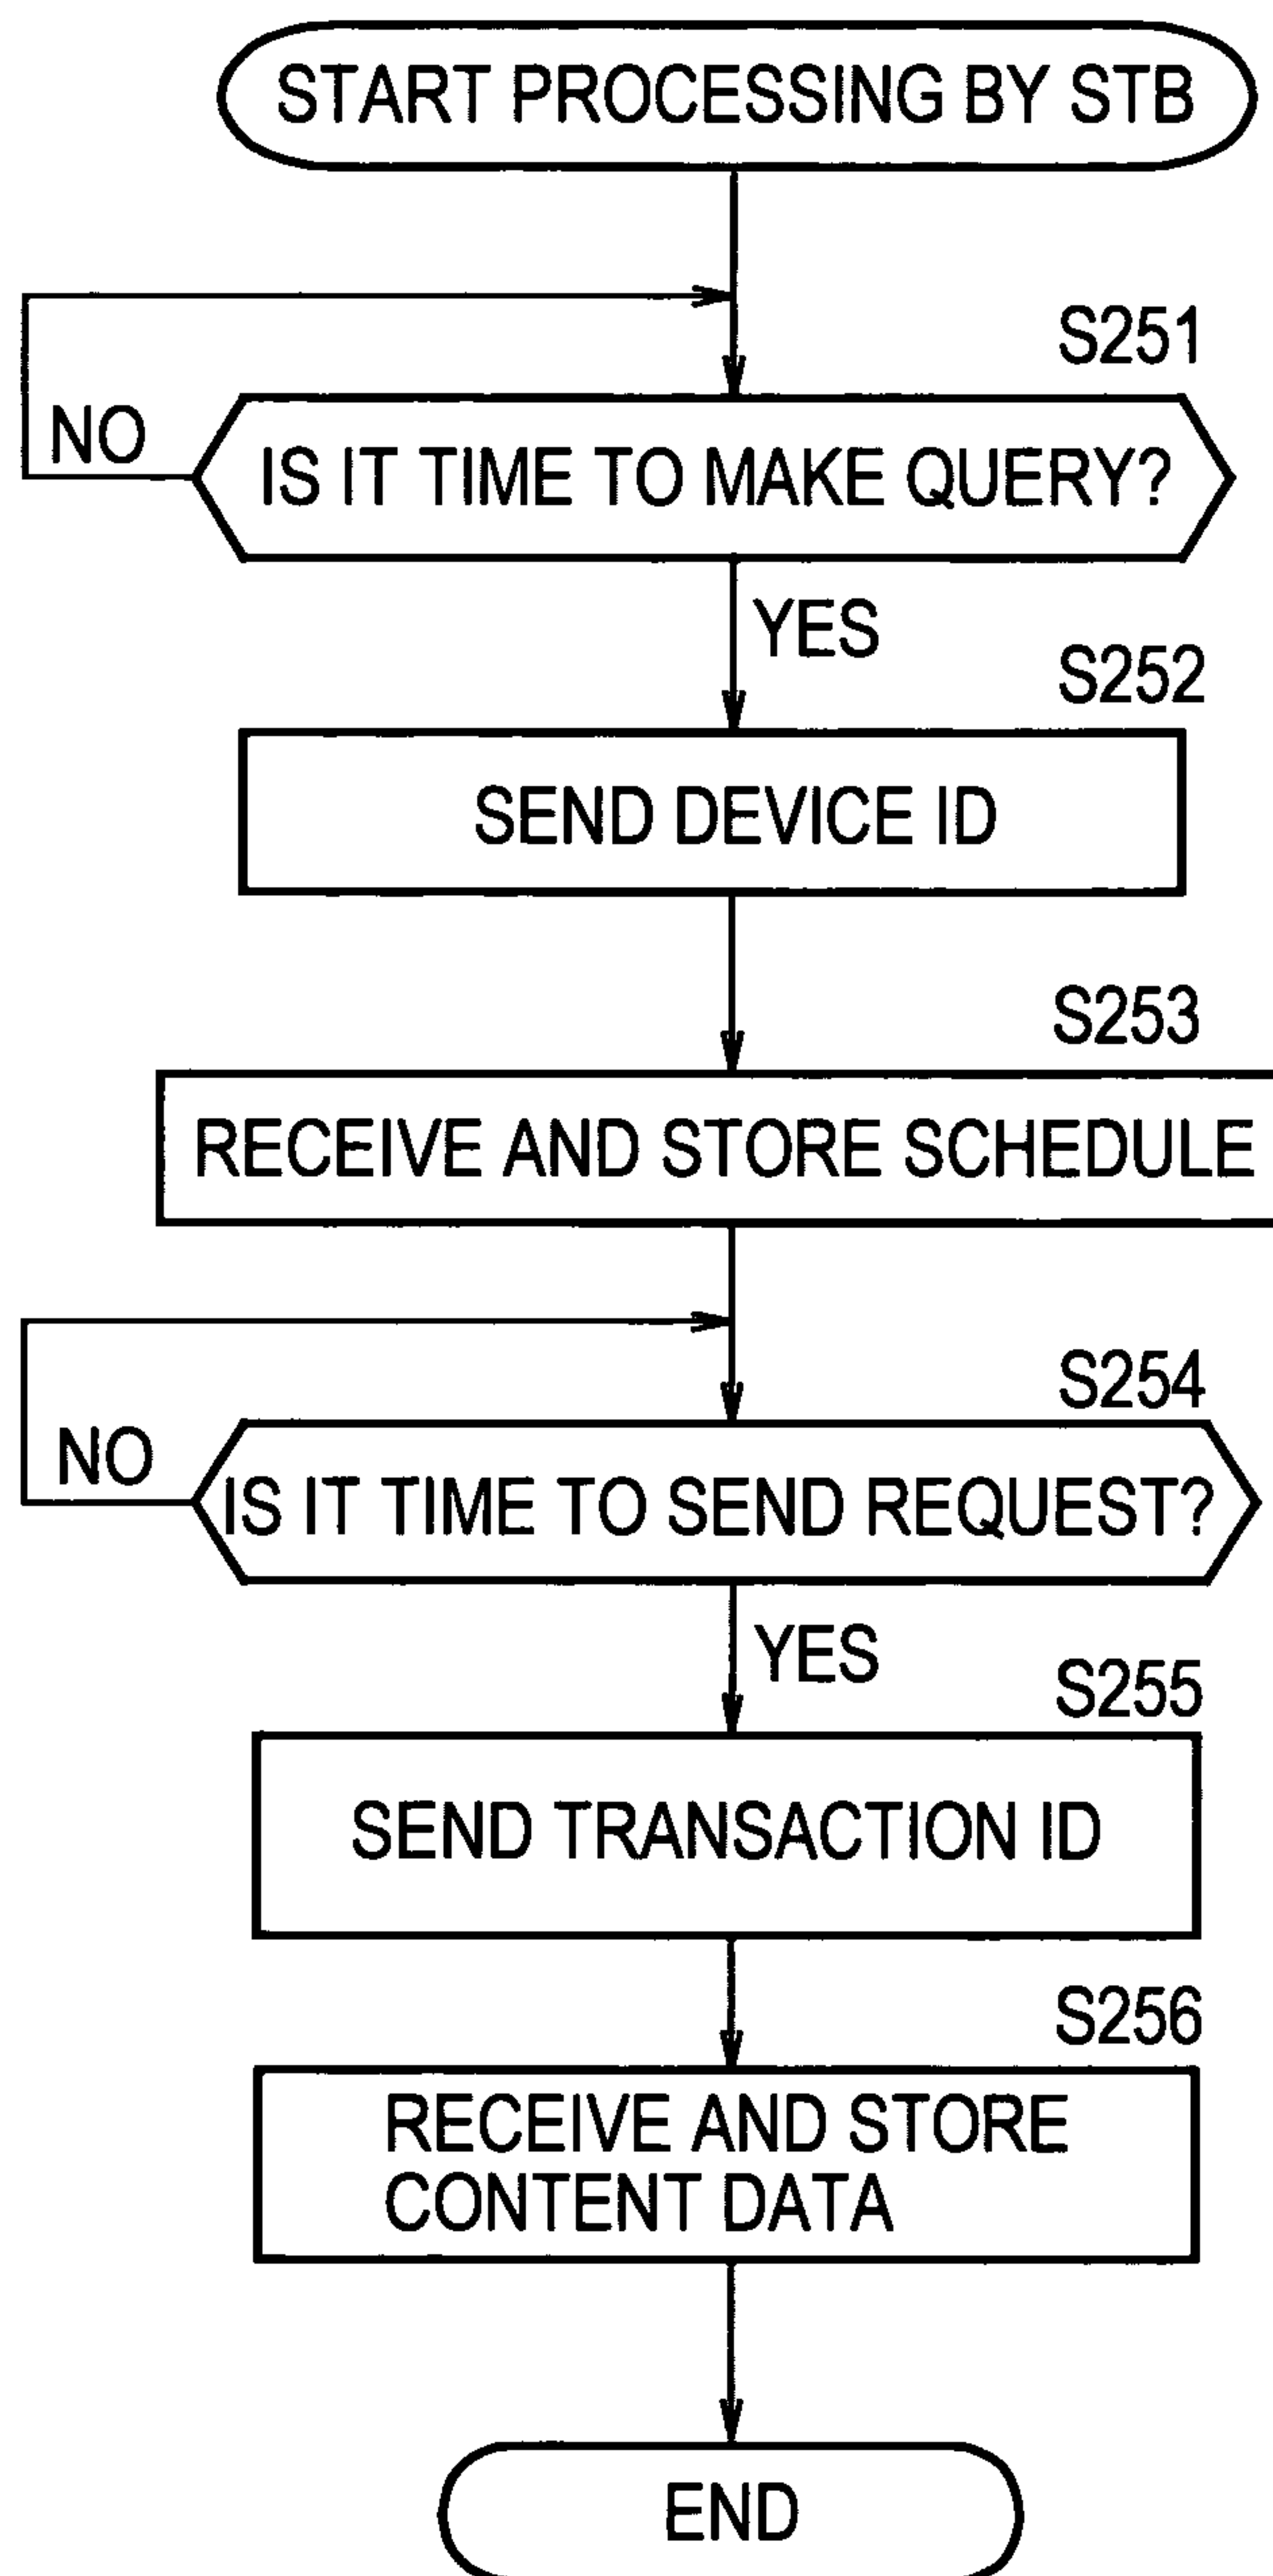 START PROCESSING BY STB
S251
NO
IS IT TIME TO MAKE QUERY?
YES
S252
SEND DEVICE ID
S253
RECEIVE AND STORE SCHEDULE
S254
NO
IS IT TIME TO SEND REQUEST?
YES
S255
SEND TRANSACTION ID
S256
RECEIVE AND STORE
CONTENT DATA
END